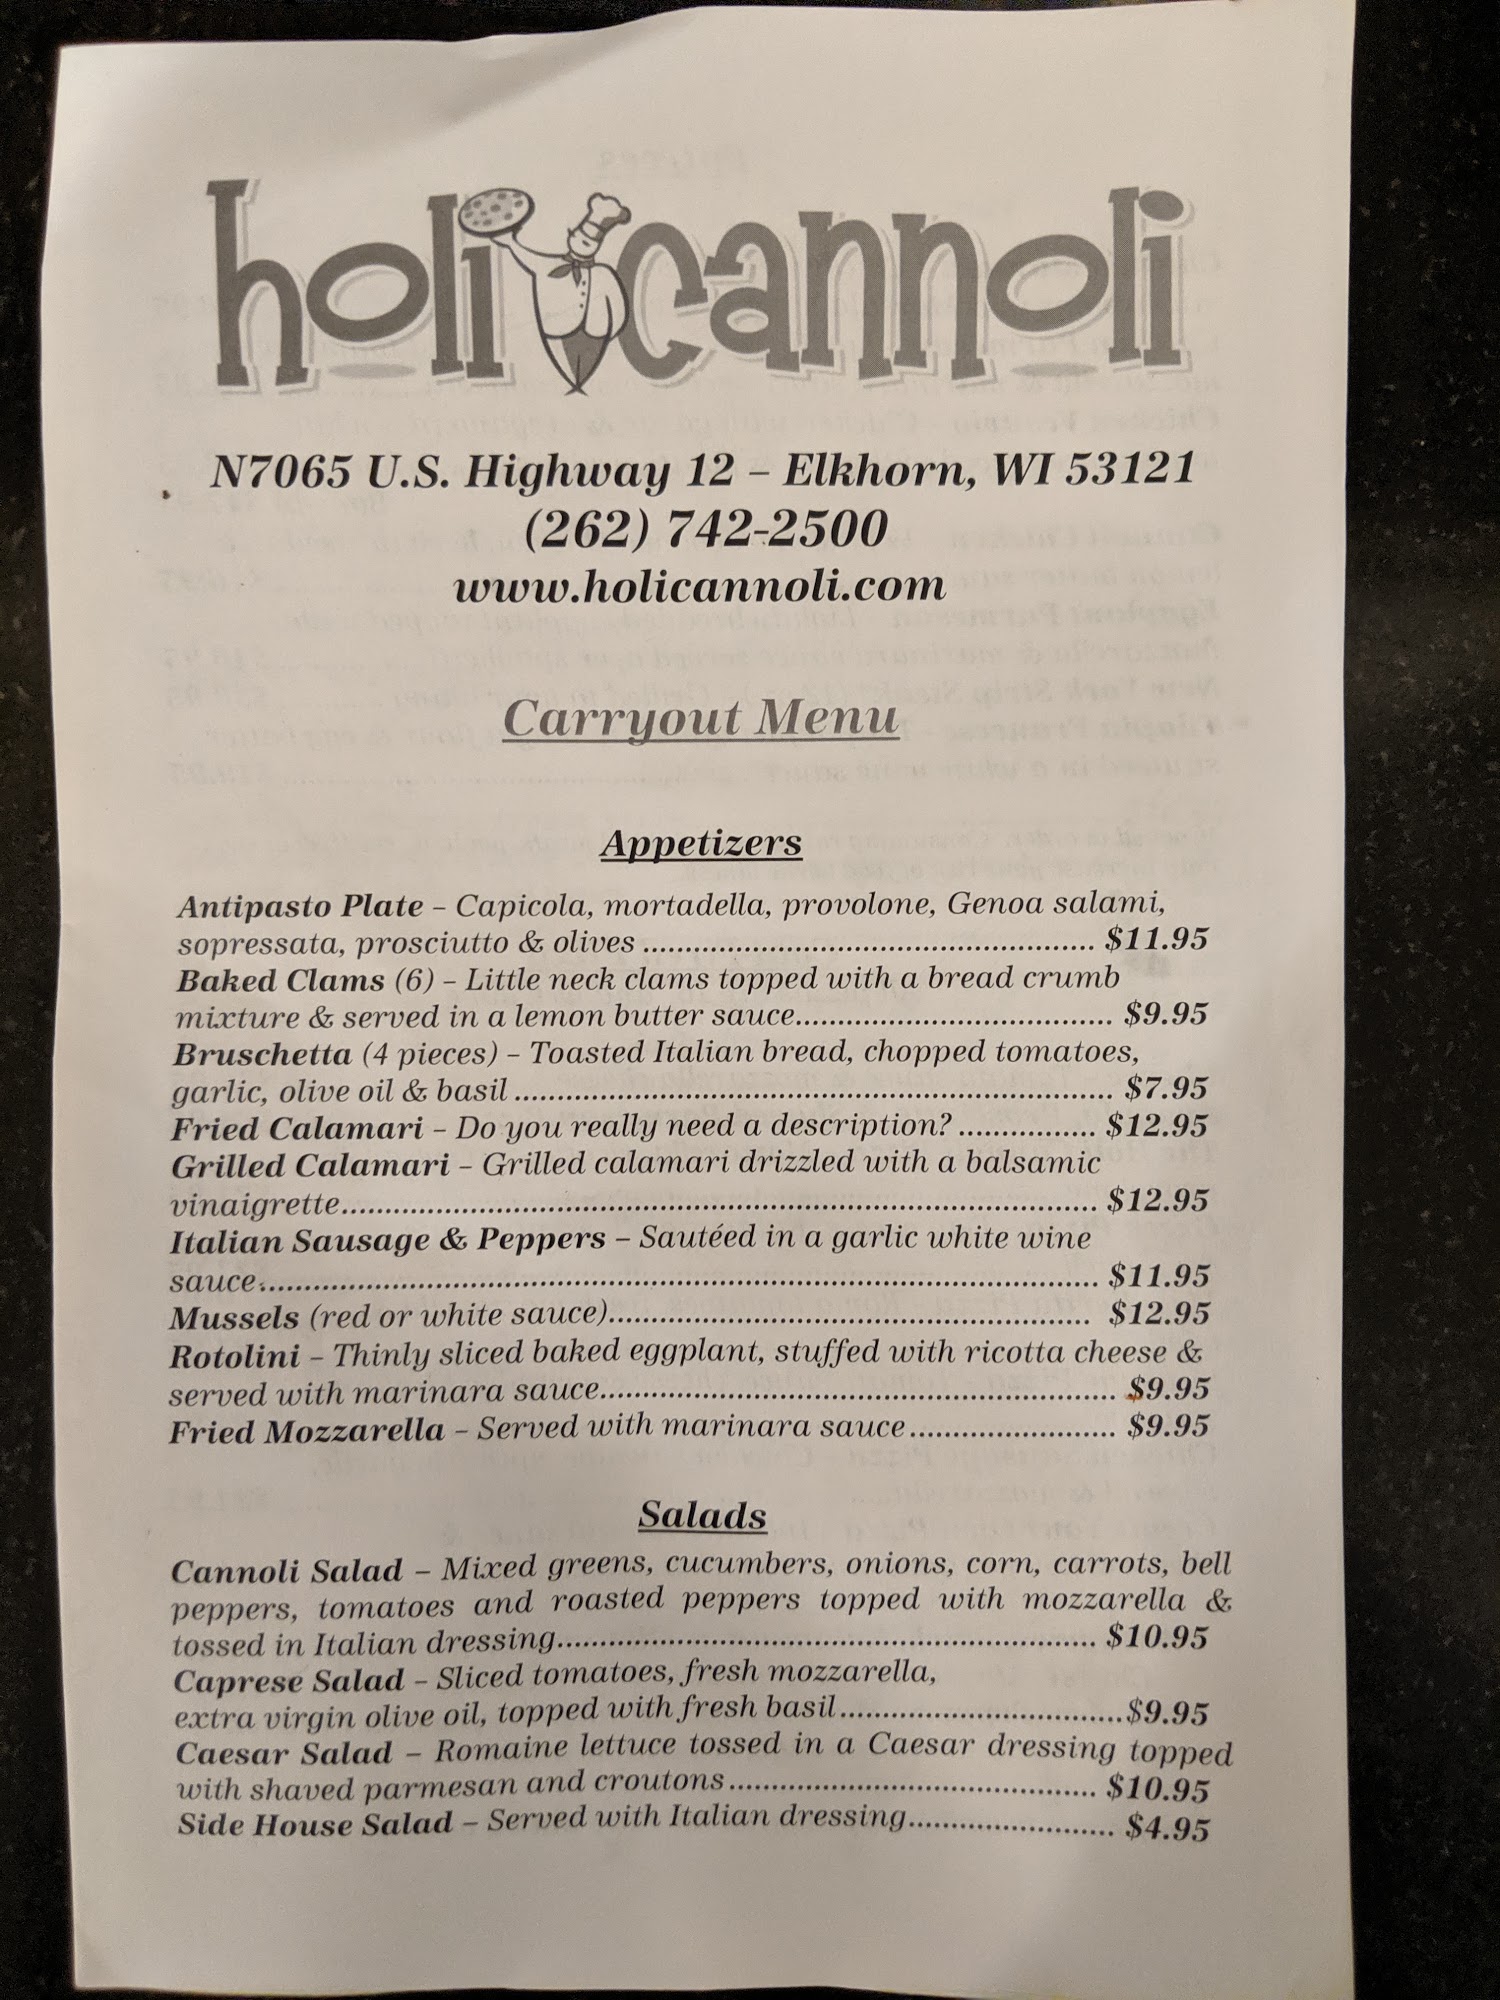 holi cannoli
N7065 U.S. Highway 12 – Elkhorn, WI 53121
(262) 742-2500
www.holicannoli.com
Carryout Menu
Appetizers
Antipasto Plate – Capicola, mortadella, provolone, Genoa salami,
sopressata, prosciutto & olives ........................................................ $11.95
Baked Clams (6) – Little neck clams topped with a bread crumb
mixture & served in a lemon butter sauce....................................... $9.95
Bruschetta (4 pieces) – Toasted Italian bread, chopped tomatoes,
garlic, olive oil & basil .......................................................................... $7.95
Fried Calamari – Do you really need a description? ................. $12.95
Grilled Calamari – Grilled calamari drizzled with a balsamic
vinaigrette............................................................................................. $12.95
Italian Sausage & Peppers – Sautéed in a garlic white wine
sauce....................................................................................................... $11.95
Mussels (red or white sauce)........................................................... $12.95
Rotolini – Thinly sliced baked eggplant, stuffed with ricotta cheese &
served with marinara sauce................................................................ $9.95
Fried Mozzarella – Served with marinara sauce ......................... $9.95
Salads
Cannoli Salad – Mixed greens, cucumbers, onions, corn, carrots, bell
peppers, tomatoes and roasted peppers topped with mozzarella &
tossed in Italian dressing.................................................................. $10.95
Caprese Salad – Sliced tomatoes, fresh mozzarella,
extra virgin olive oil, topped with fresh basil...................................$9.95
Caesar Salad – Romaine lettuce tossed in a Caesar dressing topped
with shaved parmesan and croutons ............................................. $10.95
Side House Salad – Served with Italian dressing......................... $4.95